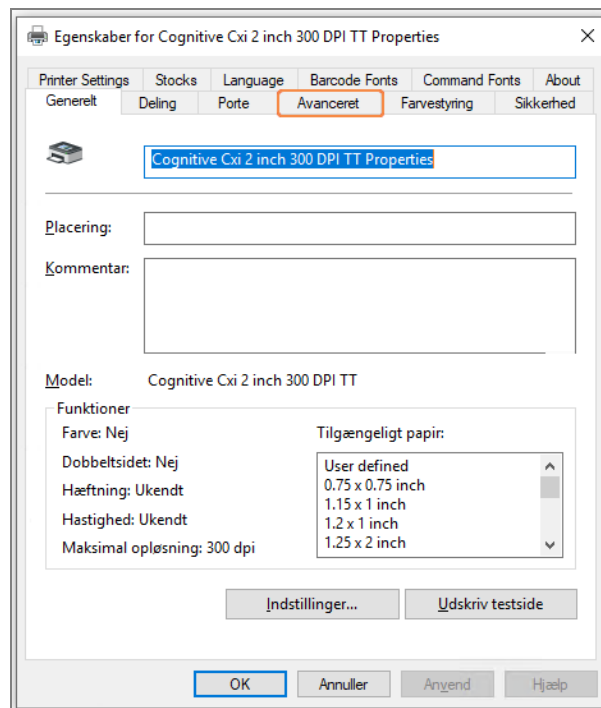 Egenskaber for Cognitive Cxi 2 inch 300 DPI TT Properties
Printer Settings Stocks Language Barcode Fonts Command Fonts About
Generelt Deling Porte Avanceret Farvestyring Sikkerhed
Cognitive Cxi 2 inch 300 DPI TT Properties
Placering:
Kommentar:
Model: Cognitive Cxi 2 inch 300 DPI TT
Funktioner
Farve: Nej
Dobbeltsidet: Nej
Hæftning: Ukendt
Hastighed: Ukendt
Maksimal opløsning: 300 dpi
Tilgængeligt papir:
User defined
0.75 x 0.75 inch
1.15 x 1 inch
1.2 x 1 inch
1.25 x 2 inch
Indstillinger... Udskriv testside
OK Annuller Anvend Hjælp